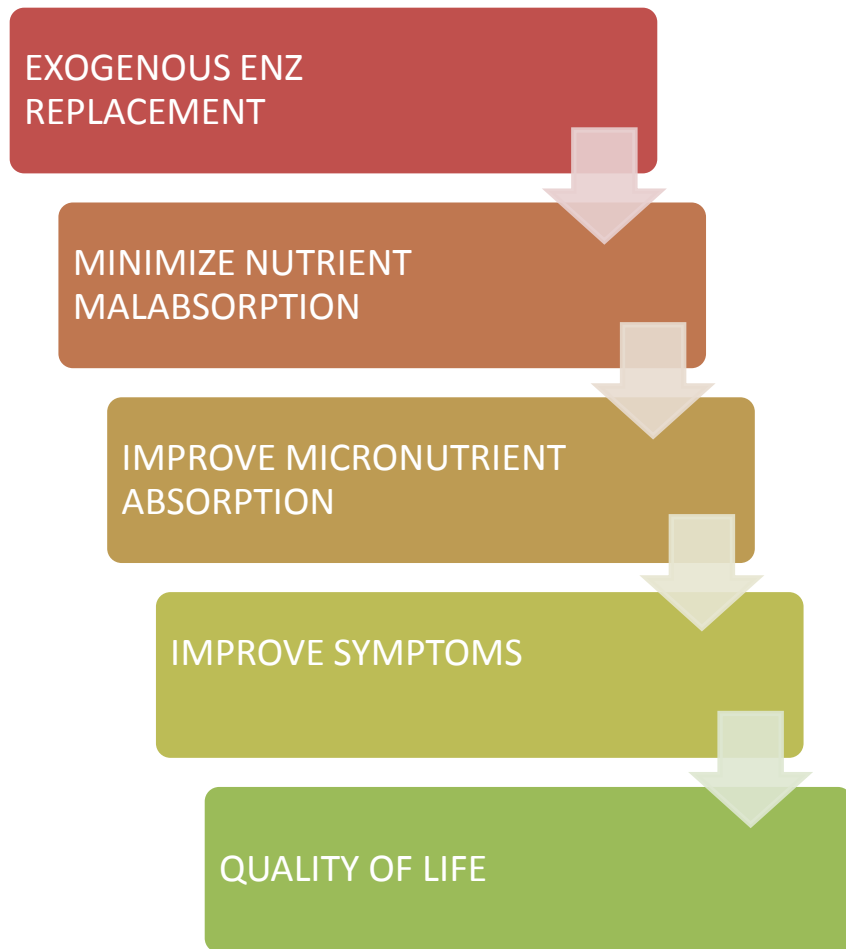 EXOGENOUS ENZ
REPLACEMENT
MINIMIZE NUTRIENT
MALABSORPTION
IMPROVE MICRONUTRIENT
ABSORPTION
IMPROVE SYMPTOMS
QUALITY OF LIFE